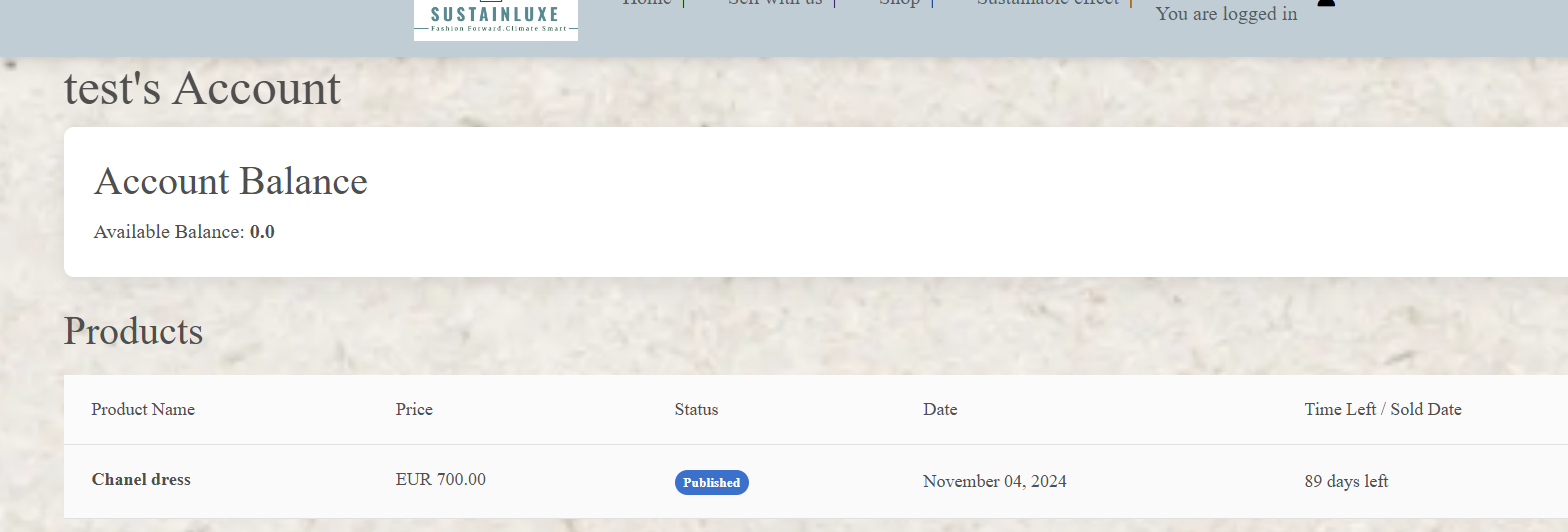 Home | Sell with us | Shop | Sustainable effect |
You are logged in
SUSTAINLUXE
Fashion Forward.Climate Smart
test's Account
Account Balance
Available Balance: 0.0
Products
Product Name Price Status Date Time Left / Sold Date
Chanel dress EUR 700.00 Published November 04, 2024 89 days left